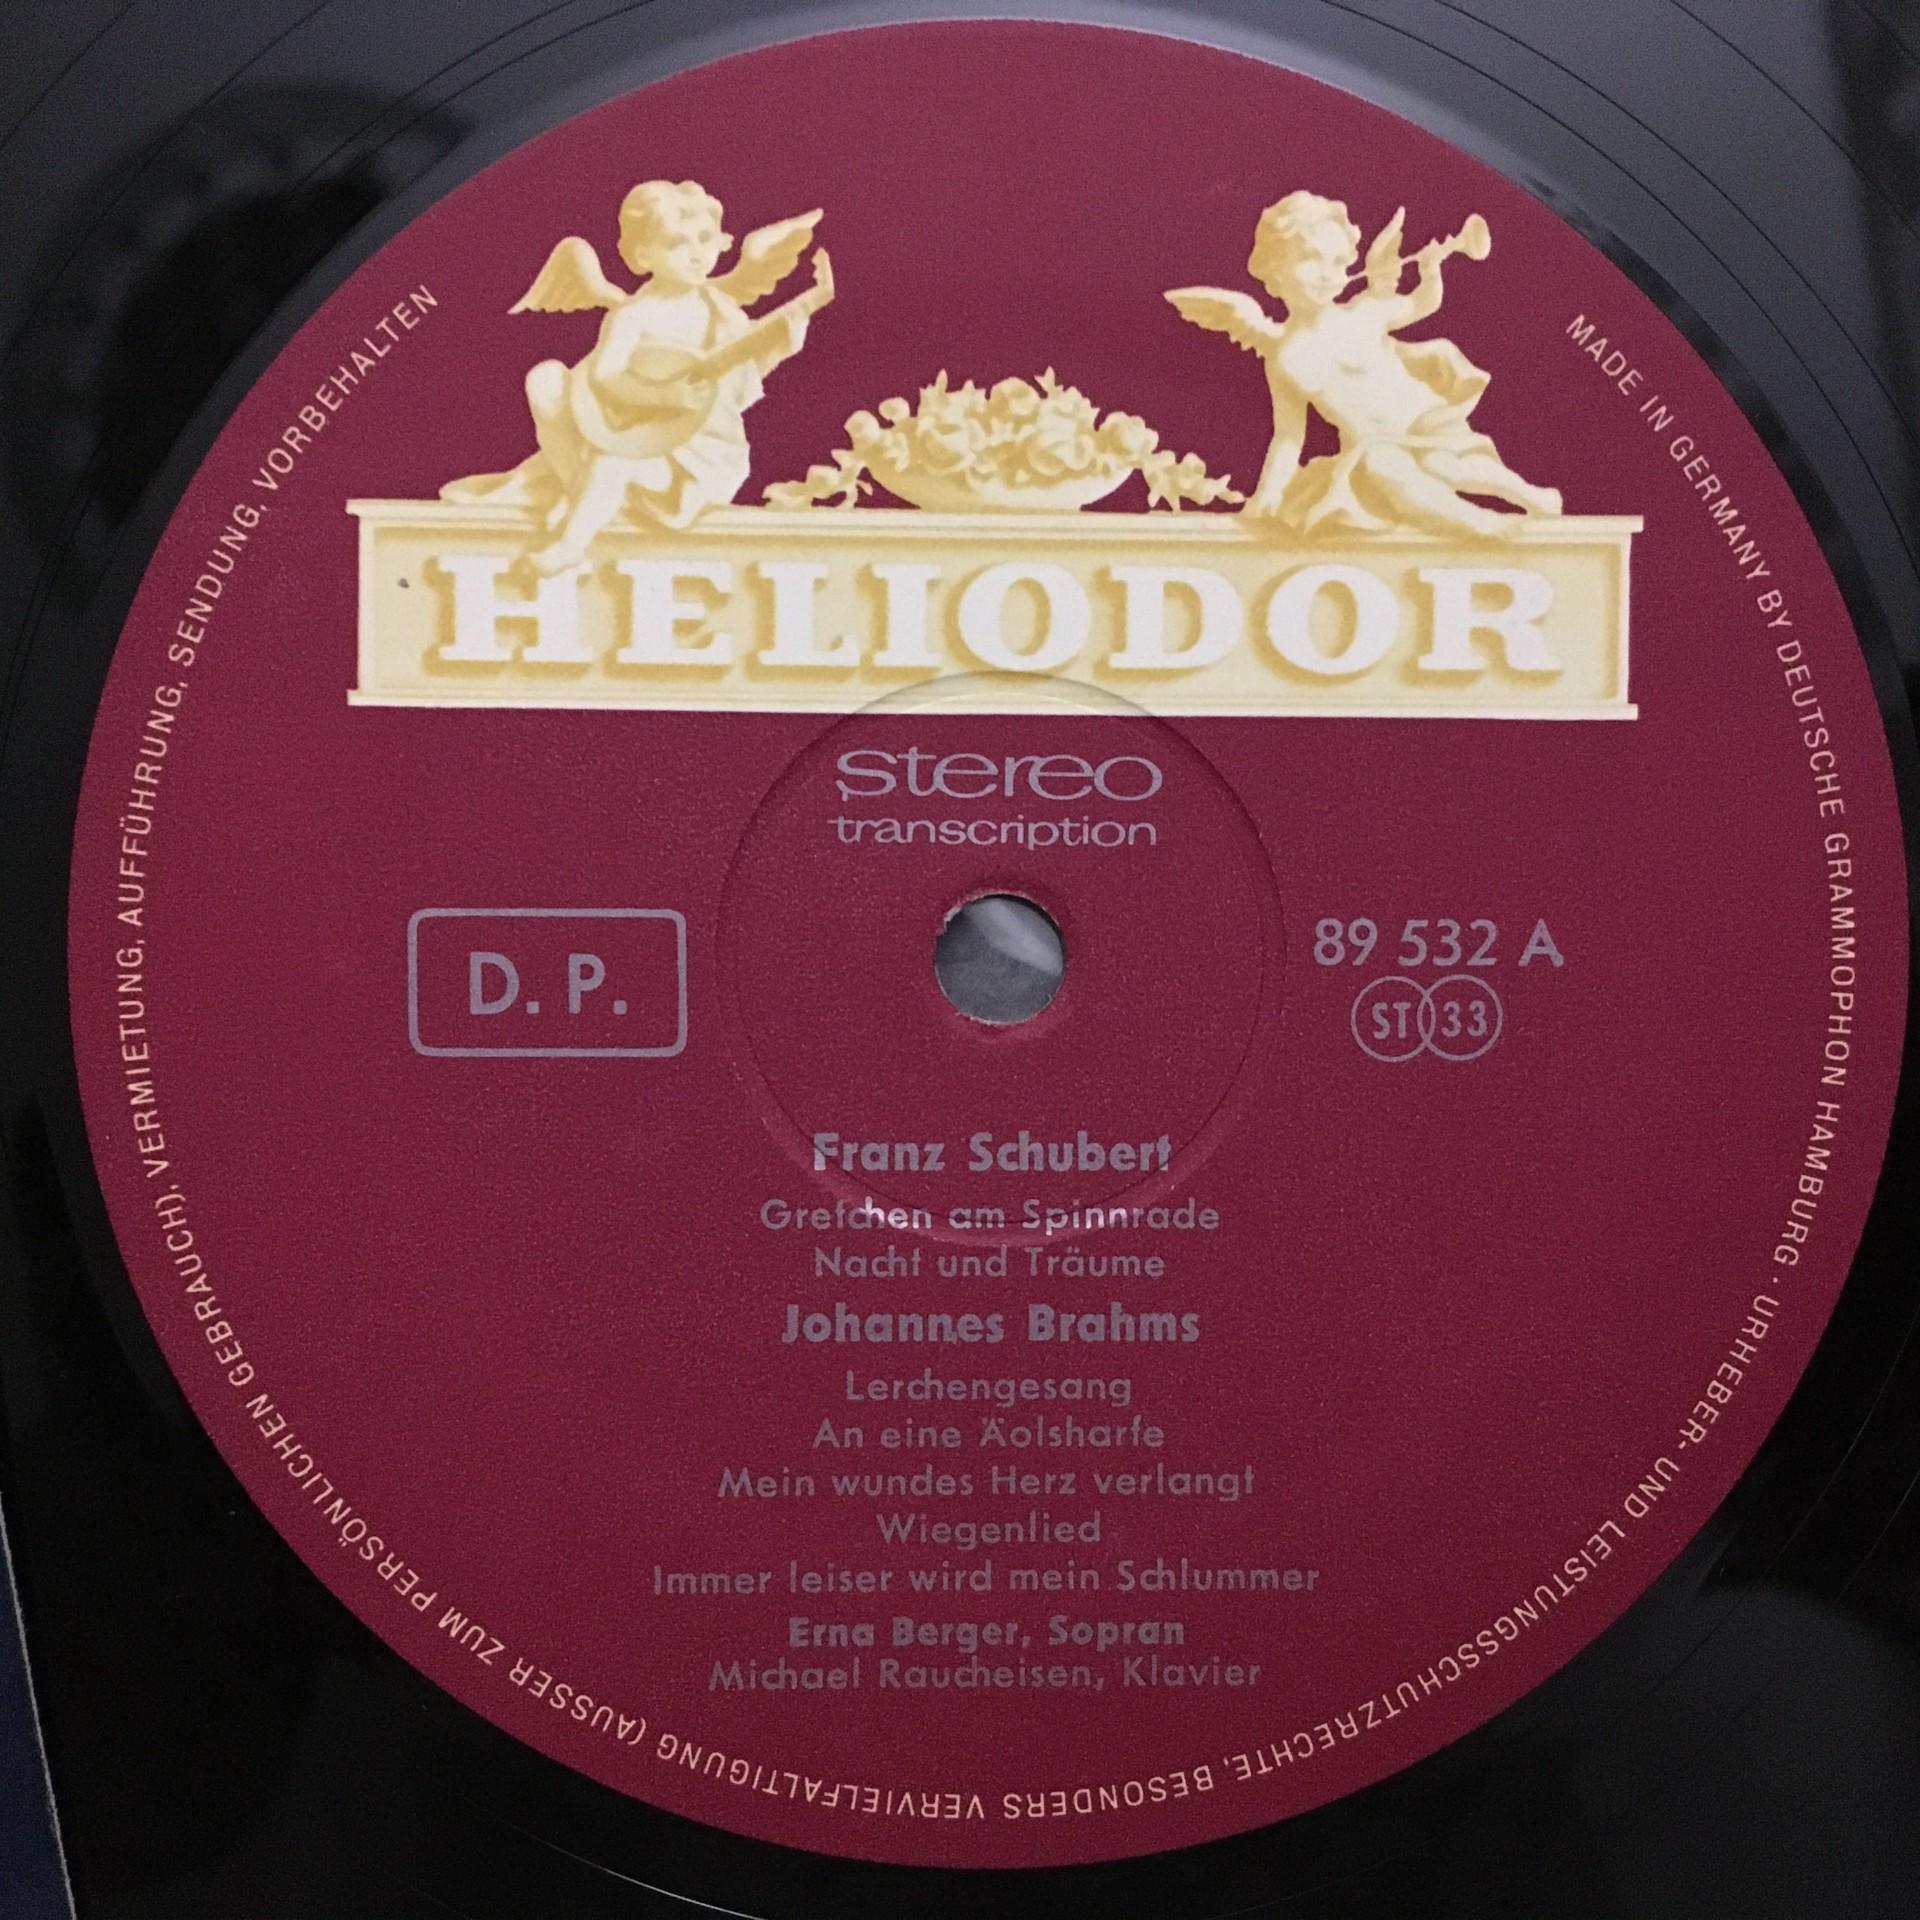 HELIODOR
stereo
transcription
D. P.
89 532 A
ST 33
Franz Schubert
Gretchen am Spinnrade
Nacht und Träume
Johannes Brahms
Lerchengesang
An eine Äolsharfe
Mein wundes Herz verlangt
Wiegenlied
Immer leiser wird mein Schlummer
Erna Berger, Sopran
Michael Raucheisen, Klavier
MADE IN GERMANY BY DEUTSCHE GRAMMOPHON HAMBURG · URHEBER- UND LEISTUNGSSCHUTZRECHTE, BESONDERS VERVIELFALTIGUNG (AUSSER ZUM PERSÖNLICHEN GEBRAUCH), VERMIETUNG, AUFFÜHRUNG, SENDUNG, VORBEHALTEN